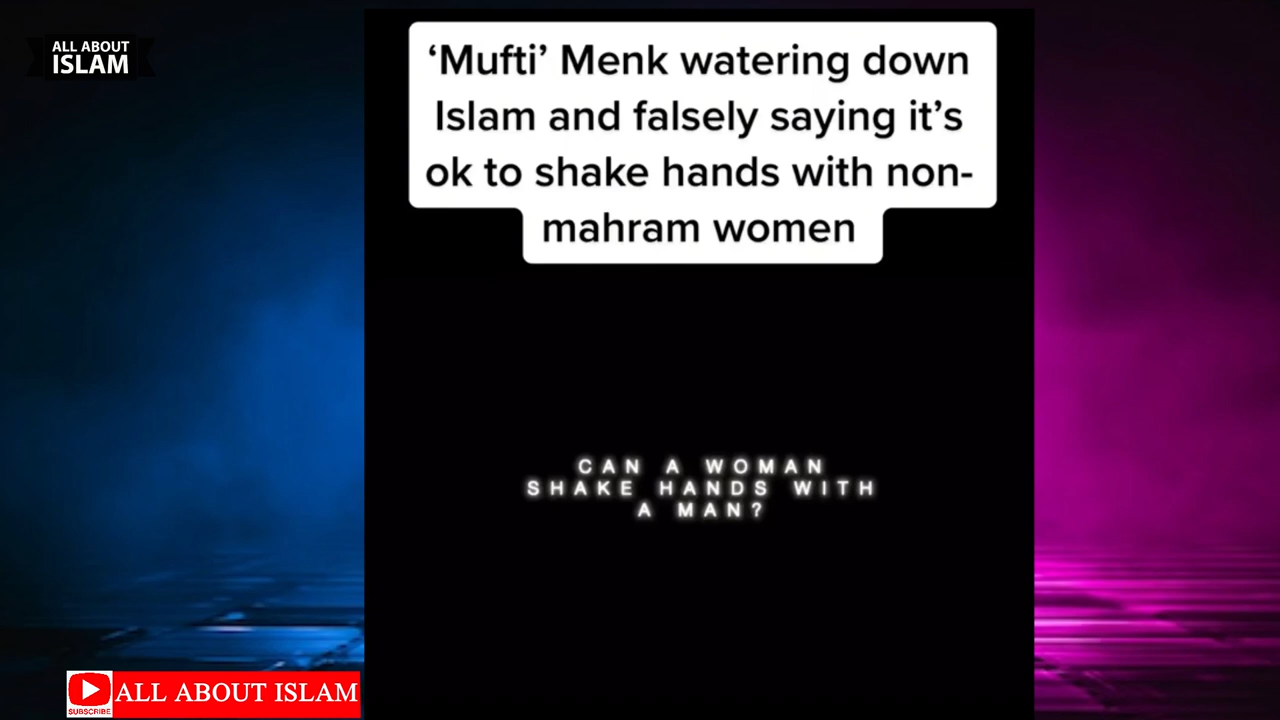 ALL ABOUT
ISLAM
‘Mufti’ Menk watering down
Islam and falsely saying it’s
ok to shake hands with non-
mahram women
CAN A WOMAN
SHAKE HANDS WITH
A MAN?
SUBSCRIBE
ALL ABOUT ISLAM